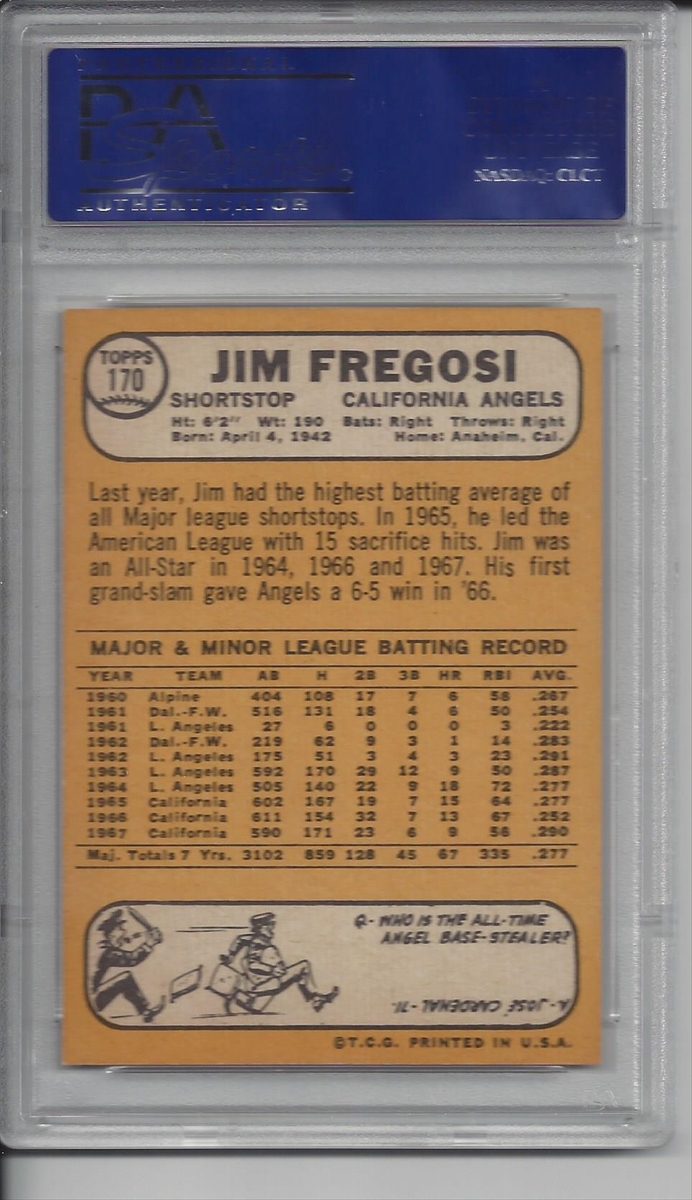 PROFESSIONAL
PSA
Sports
AUTHENTICATOR
NASDAQ: CLCT
TOPPS
170
JIM FREGOSI
SHORTSTOP CALIFORNIA ANGELS
Ht: 6'2" Wt: 190 Bats: Right Throws: Right
Born: April 4, 1942 Home: Anaheim, Cal.
Last year, Jim had the highest batting average of
all Major league shortstops. In 1965, he led the
American League with 15 sacrifice hits. Jim was
an All-Star in 1964, 1966 and 1967. His first
grand-slam gave Angels a 6-5 win in '66.
MAJOR & MINOR LEAGUE BATTING RECORD
YEAR TEAM AB H 2B 3B HR RBI AVG.
1960 Alpine 404 108 17 7 6 58 .267
1961 Dal.-F.W. 516 131 18 4 6 50 .254
1961 L. Angeles 27 6 0 0 0 3 .222
1962 Dal.-F.W. 219 62 9 3 1 14 .283
1962 L. Angeles 175 51 3 4 3 23 .291
1963 L. Angeles 592 170 29 12 9 50 .287
1964 L. Angeles 505 140 22 9 18 72 .277
1965 California 602 167 19 7 15 64 .277
1966 California 611 154 32 7 13 67 .252
1967 California 590 171 23 6 9 56 .290
Maj. Totals 7 Yrs. 3102 859 128 45 67 335 .277
Q- WHO IS THE ALL-TIME
ANGEL BASE-STEALER?
A- JOSÉ CARDENAL -71.
©T.C.G. PRINTED IN U.S.A.